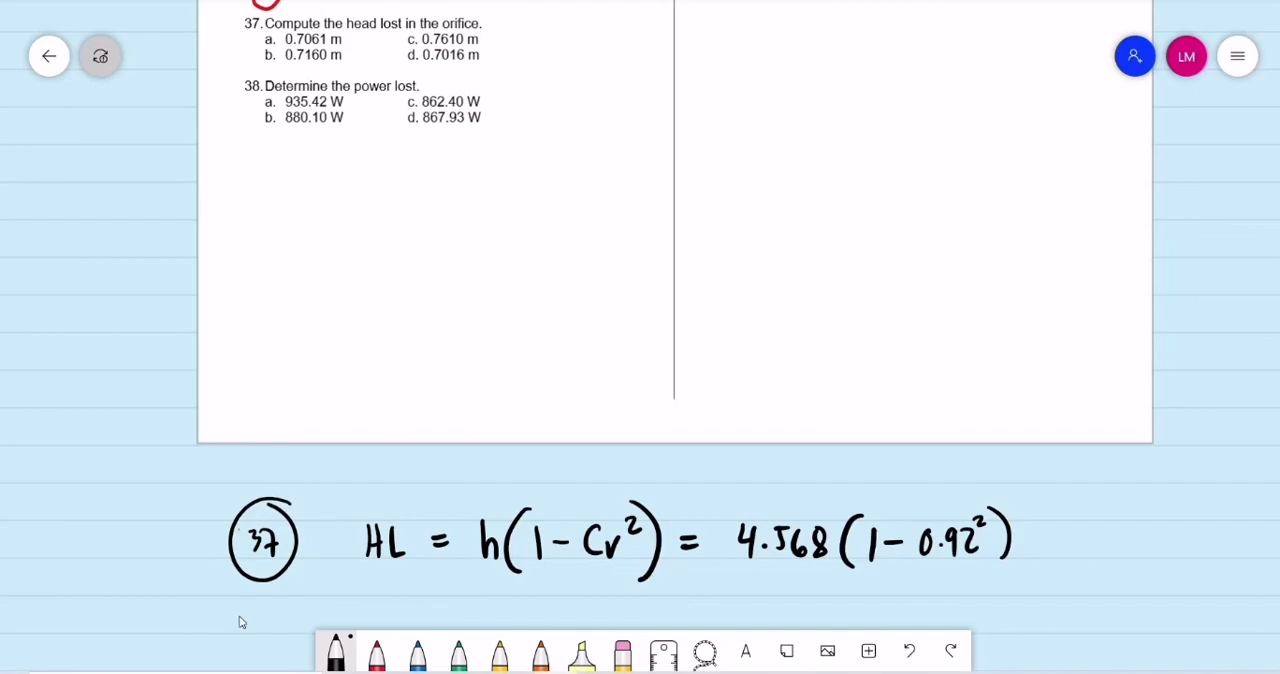 37. Compute the head lost in the orifice.
a. 0.7061 m c. 0.7610 m
b. 0.7160 m d. 0.7016 m
LM
38. Determine the power lost.
a. 935.42 W c. 862.40 W
b. 880.10 W d. 867.93 W
37 HL = h(1 - Cv²) = 4.568(1 - 0.92²)
A